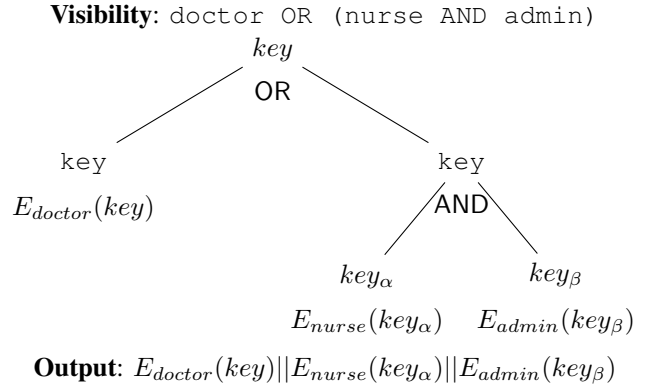 Visibility: doctor OR (nurse AND admin)
key
OR
key key
E_doctor(key) AND
key_α key_β
E_nurse(key_α) E_admin(key_β)
Output: E_doctor(key)||E_nurse(key_α)||E_admin(key_β)